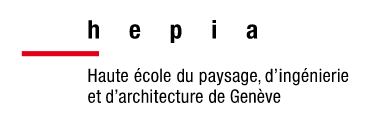 h e p i a
Haute école du paysage, d'ingénierie
et d'architecture de Genève